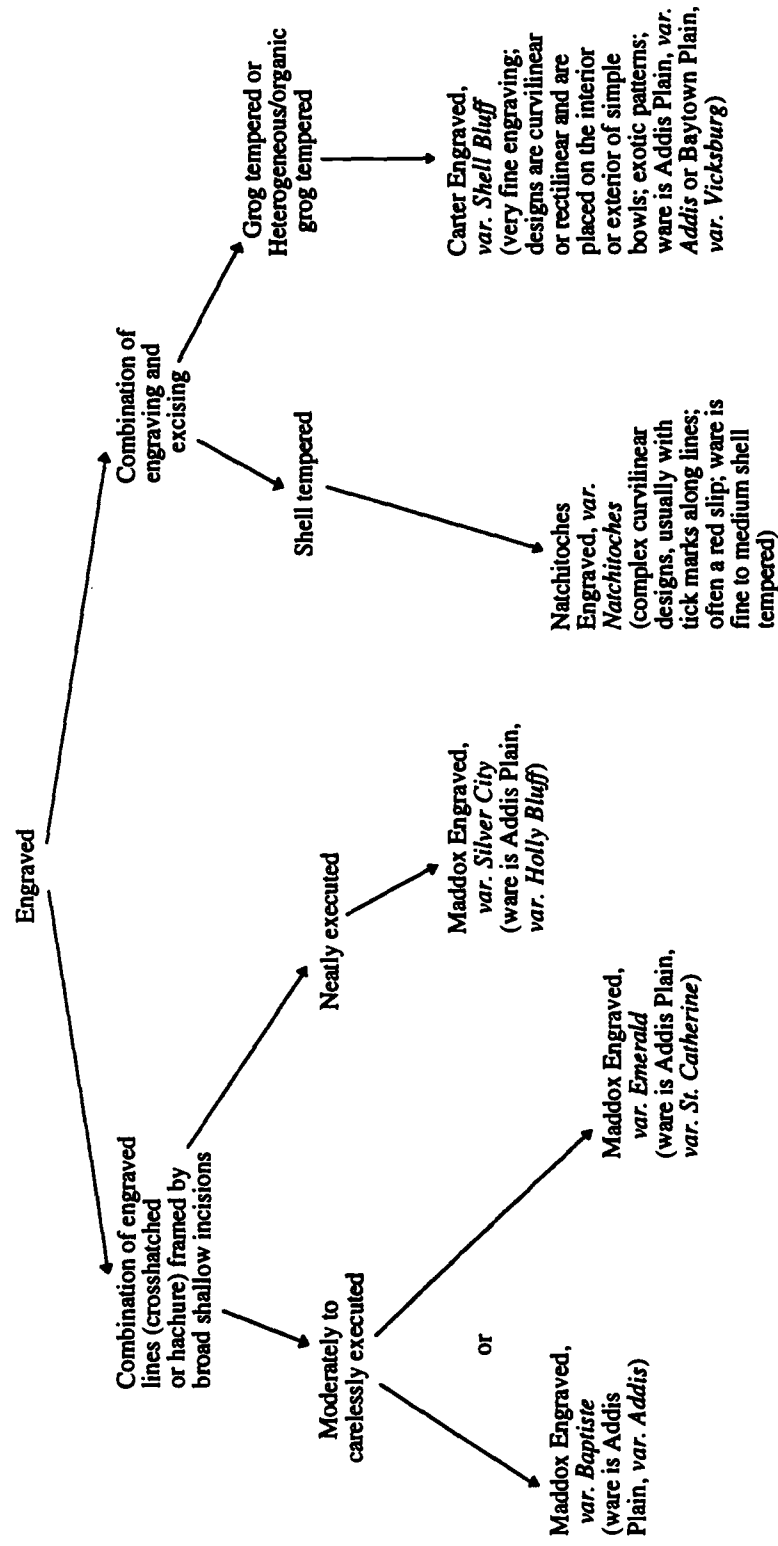 Engraved
Combination of engraved
lines (crosshatched
or hachure) framed by
broad shallow incisions
Combination of
engraving and
excising
Moderately to
carelessly executed
Neatly executed
Shell tempered
Grog tempered or
Heterogeneous/organic
grog tempered
or
Maddox Engraved,
var. Baptiste
(ware is Addis
Plain, var. Addis)
Maddox Engraved,
var. Emerald
(ware is Addis Plain,
var. St. Catherine)
Maddox Engraved,
var. Silver City
(ware is Addis Plain,
var. Holly Bluff)
Natchitoches
Engraved, var.
Natchitoches
(complex curvilinear
designs, usually with
tick marks along lines;
often a red slip; ware is
fine to medium shell
tempered)
Carter Engraved,
var. Shell Bluff
(very fine engraving;
designs are curvilinear
or rectilinear and are
placed on the interior
or exterior of simple
bowls; exotic patterns;
ware is Addis Plain, var.
Addis or Baytown Plain,
var. Vicksburg)